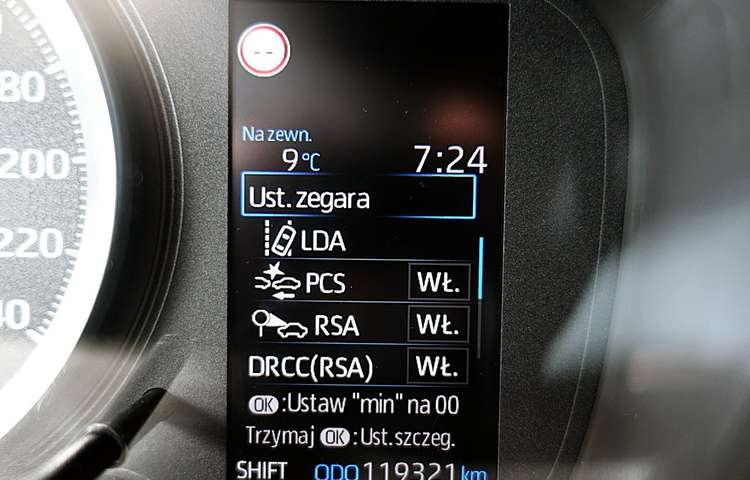 - -
80
200
220
40
Na zewn.
9 °C 7:24
Ust. zegara
LDA
PCS WŁ.
RSA WŁ.
DRCC(RSA) WŁ.
OK :Ustaw "min" na 00
Trzymaj OK : Ust. szczeg.
SHIFT ODO 119321 km